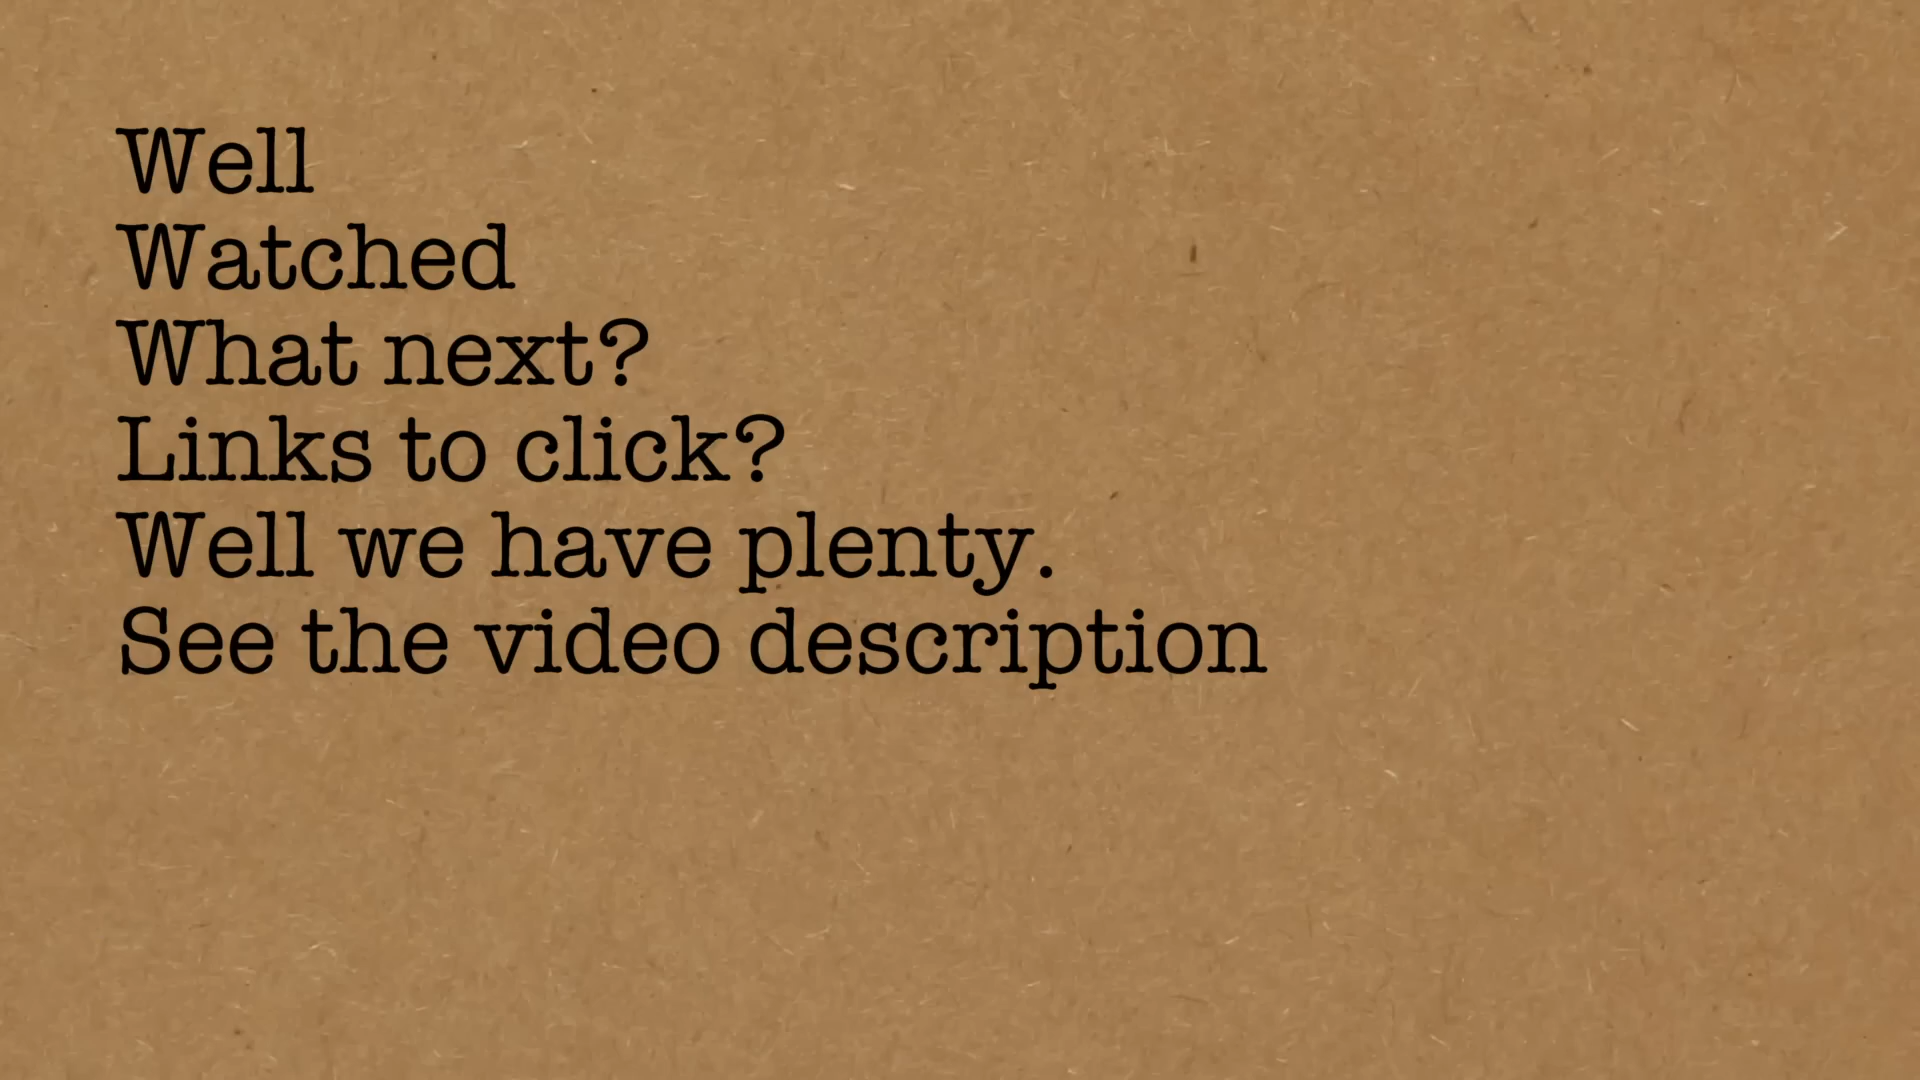 Well
Watched
What next?
Links to click?
Well we have plenty.
See the video description